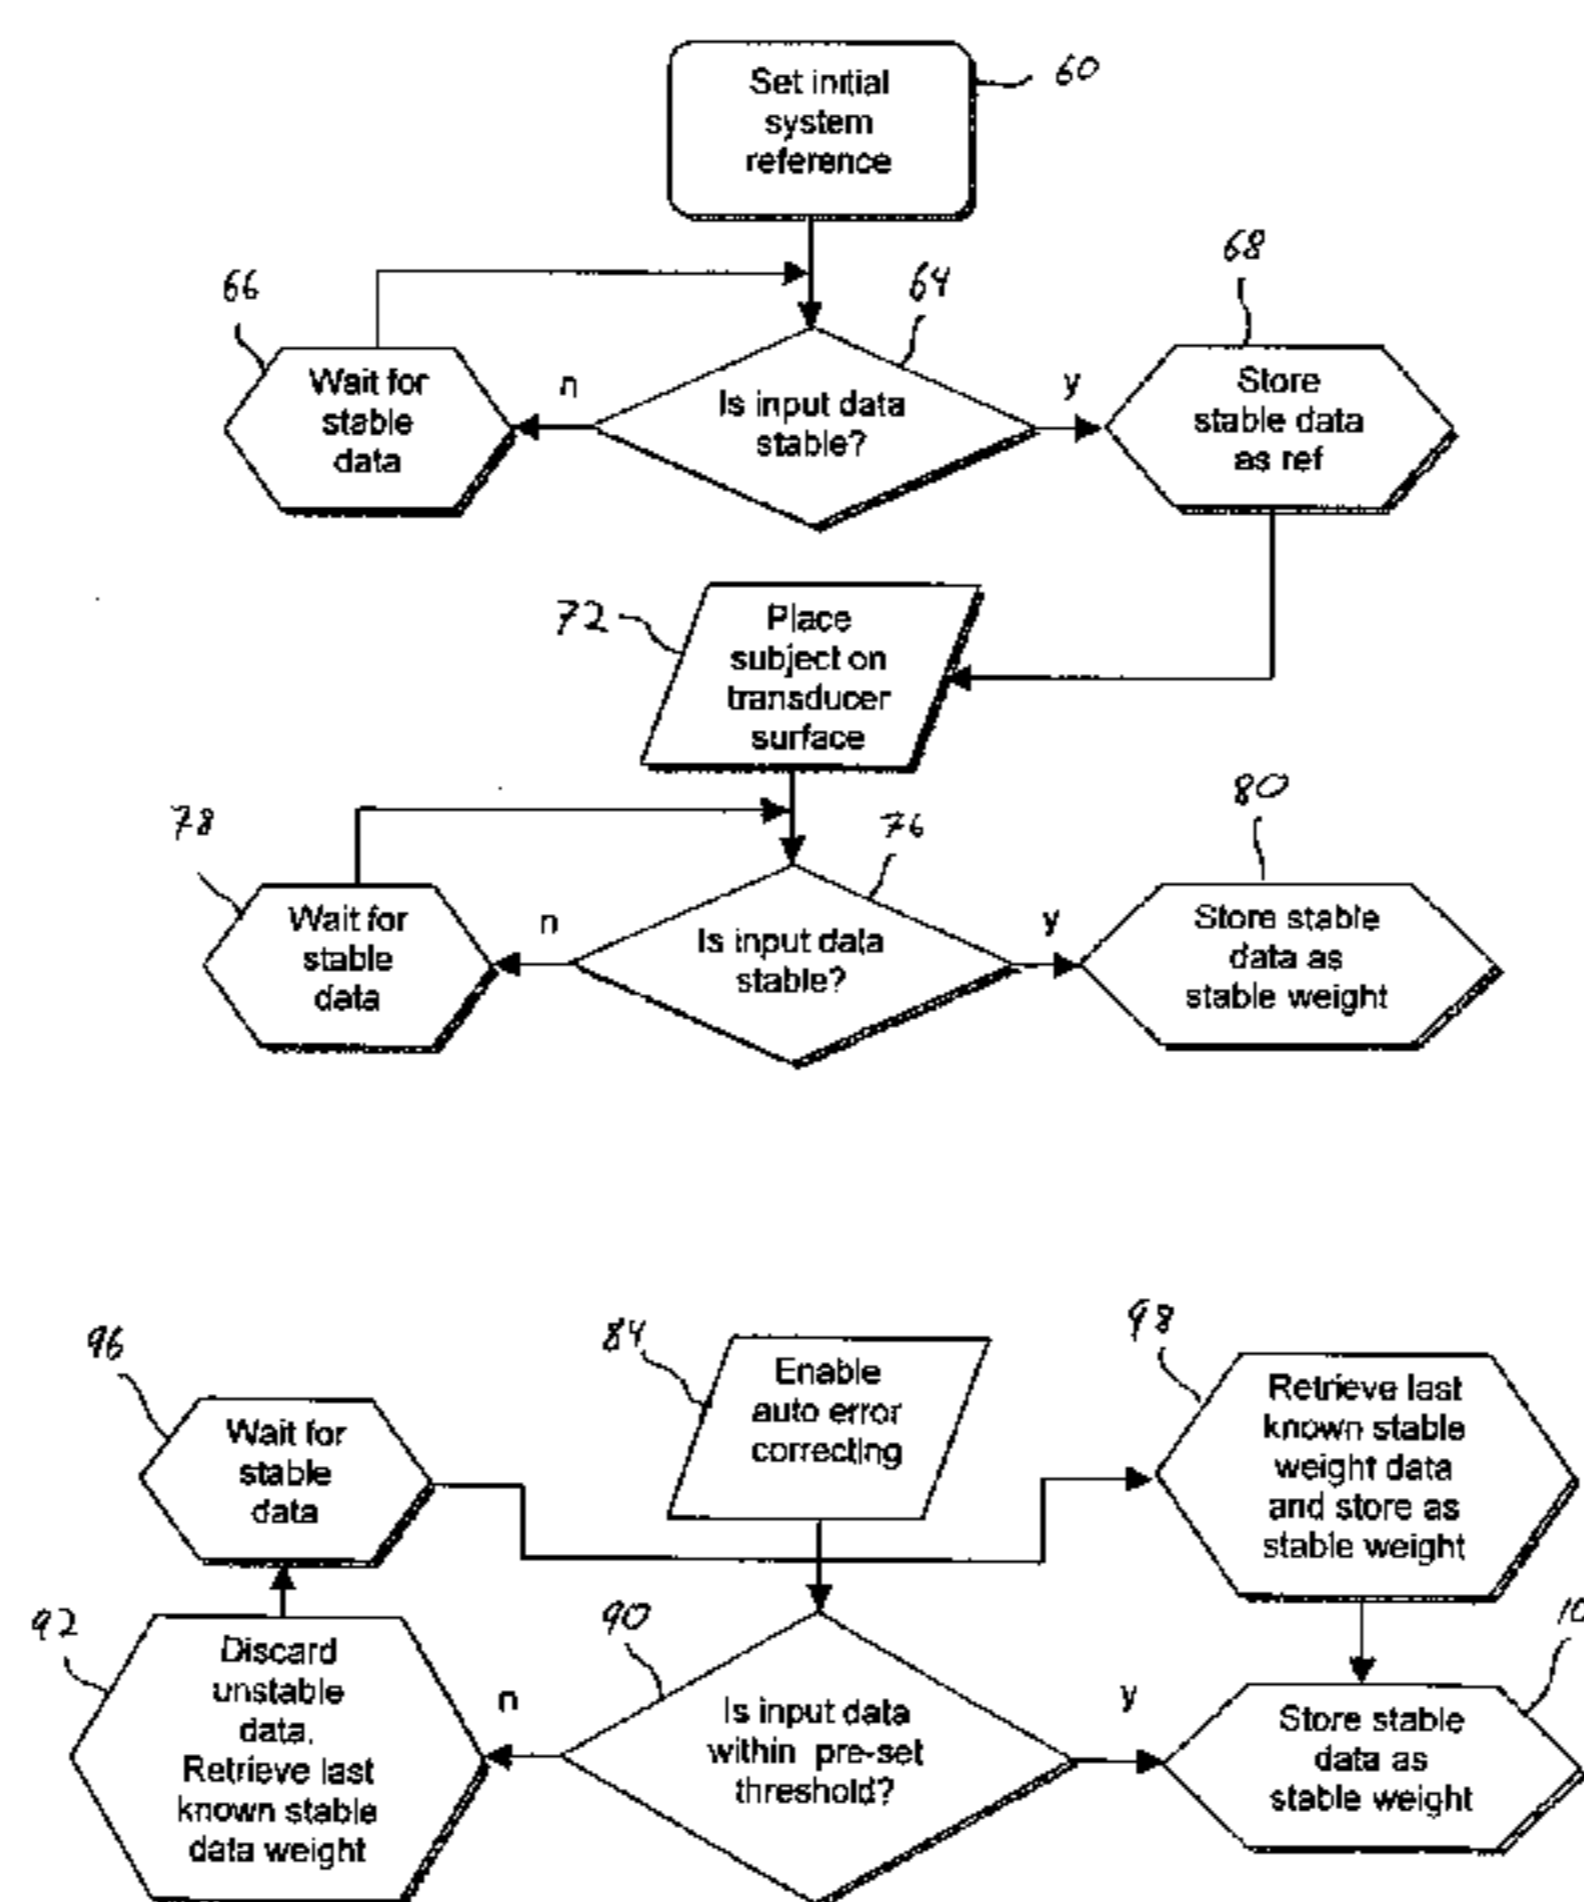 Set initial
system
reference
60
66
64
68
Wait for
stable
data
n
Is input data
stable?
y
Store
stable data
as ref
72
Place
subject on
transducer
surface
78
76
80
Wait for
stable
data
n
Is input data
stable?
y
Store stable
data as
stable weight
96
84
98
Wait for
stable
data
Enable
auto error
correcting
Retrieve last
known stable
weight data
and store as
stable weight
92
90
10
Discard
unstable
data.
Retrieve last
known stable
data weight
n
Is input data
within pre-set
threshold?
y
Store stable
data as
stable weight